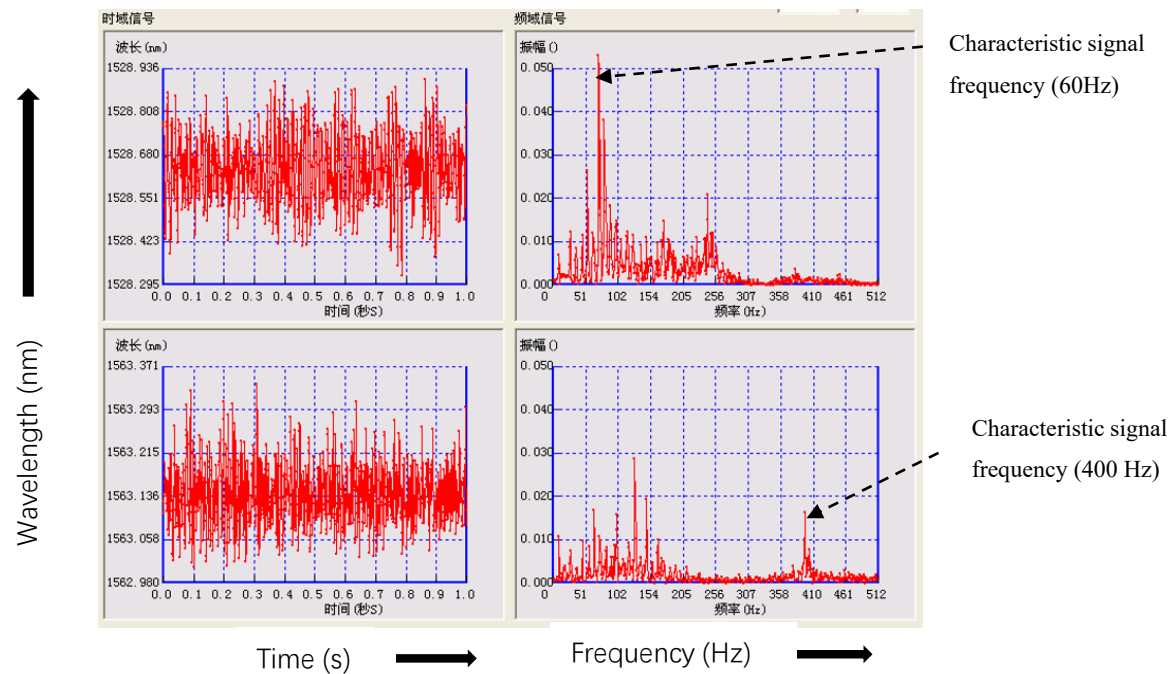 时域信号
频域信号
波长(nm)
1528.936
1528.808
1528.680
1528.551
1528.423
1528.295
0.0 0.1 0.2 0.3 0.4 0.5 0.6 0.7 0.8 0.9 1.0
时间(秒S)
振幅()
0.050
0.040
0.030
0.020
0.010
0.000
0 51 102 154 205 256 307 358 410 461 512
频率(Hz)
Characteristic signal
frequency (60Hz)
波长(nm)
1563.371
1563.293
1563.215
1563.136
1563.058
1562.980
0.0 0.1 0.2 0.3 0.4 0.5 0.6 0.7 0.8 0.9 1.0
时间(秒S)
振幅()
0.050
0.040
0.030
0.020
0.010
0.000
0 51 102 154 205 256 307 358 410 461 512
频率(Hz)
Characteristic signal
frequency (400 Hz)
Wavelength (nm)
Time (s)
Frequency (Hz)